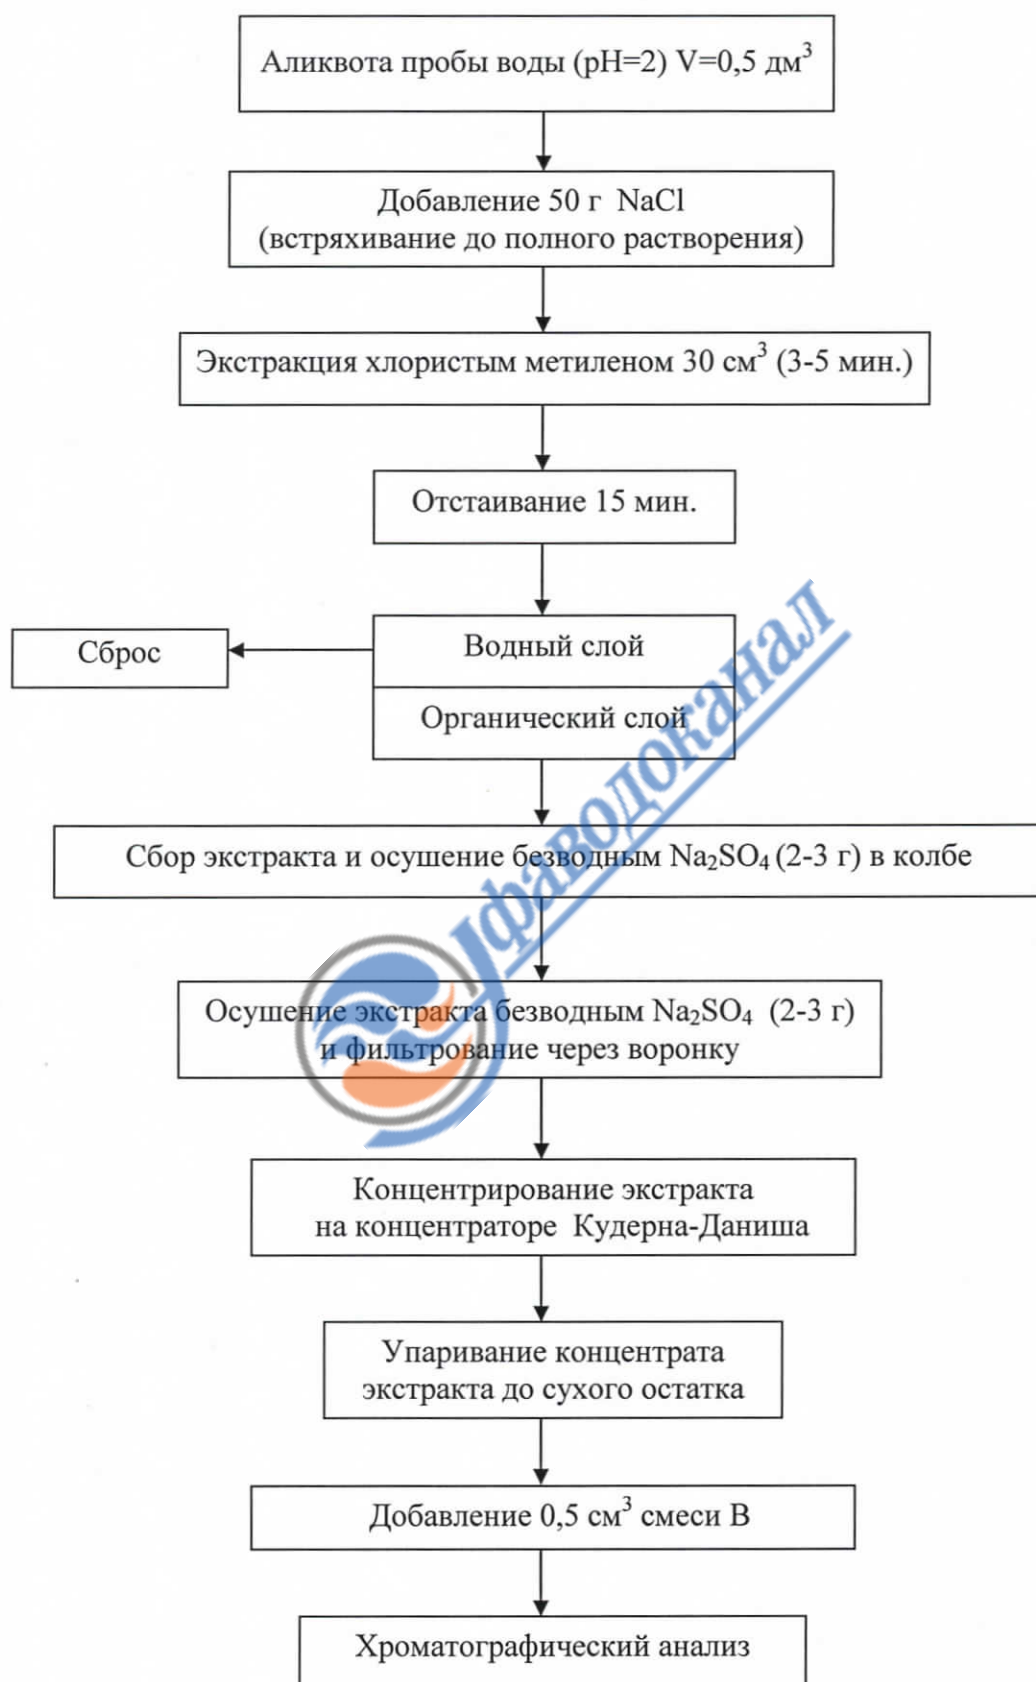 Аликвота пробы воды (pH=2) V=0,5 дм³
Добавление 50 г NaCl
(встряхивание до полного растворения)
Экстракция хлористым метиленом 30 см³ (3-5 мин.)
Отстаивание 15 мин.
Сброс
Водный слой
Органический слой
Сбор экстракта и осушение безводным Na₂SO₄ (2-3 г) в колбе
Уфаводоканал
Осушение экстракта безводным Na₂SO₄ (2-3 г)
и фильтрование через воронку
Концентрирование экстракта
на концентраторе Кудерна-Даниша
Упаривание концентрата
экстракта до сухого остатка
Добавление 0,5 см³ смеси В
Хроматографический анализ